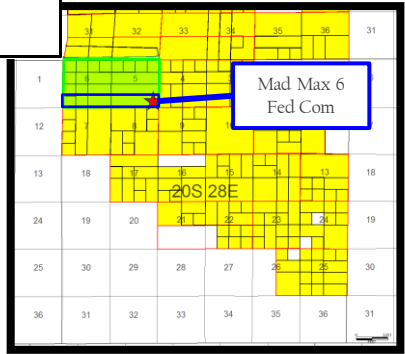 31 32 33 34 35 36 31
1 6 5 4
Mad Max 6
Fed Com
12 7 8 9
13 18 17 16 15 14 13 18
20S 28E
24 19 20 21 22 23 24 19
25 30 29 28 27 26 25 30
36 31 32 33 34 35 36 31